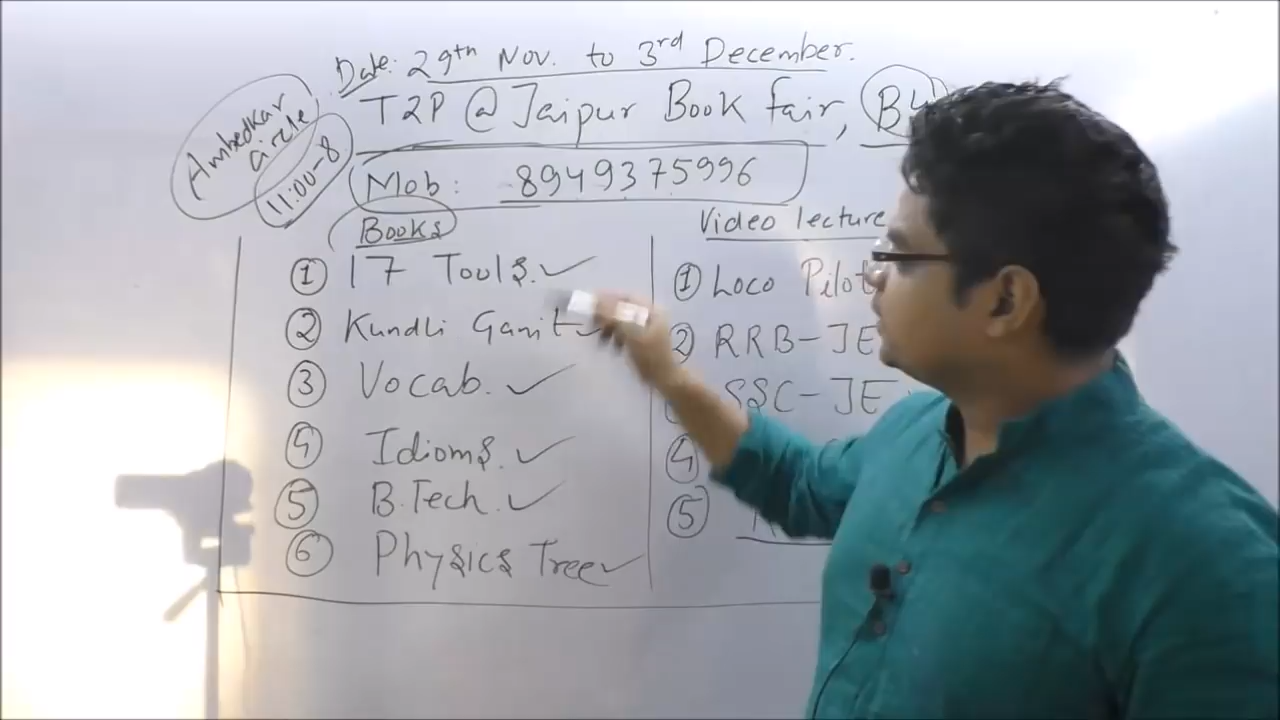 Date: 29th Nov. to 3rd December.
T2P @ Jaipur Book fair,
Ambedkar
Circle
11:00-8
Mob: 8949375996
Books
① 17 Tools. ✓
② Kundli Ganit ✓
③ Vocab. ✓
④ Idioms. ✓
⑤ B.Tech. ✓
⑥ Physics Tree ✓
Video lecture
① Loco Pilot
② RRB-JE
SSC-JE
④
⑤